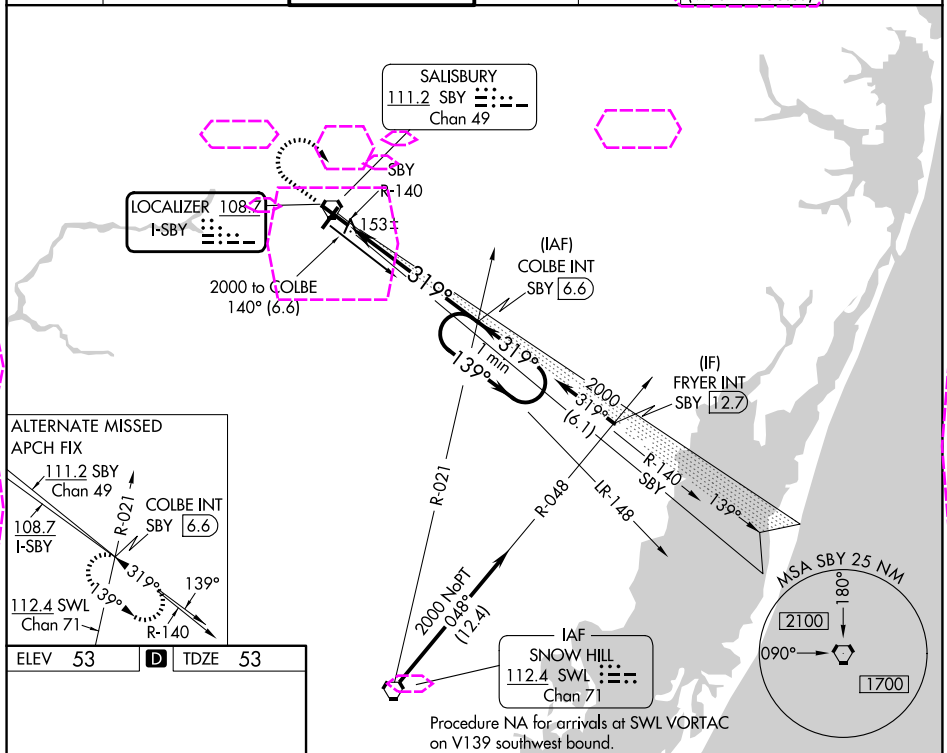 SALISBURY
111.2 SBY
Chan 49
SBY
R-140
LOCALIZER 108.7
I-SBY
153±
(IAF)
COLBE INT
SBY 6.6
2000 to COLBE
140° (6.6)
319°
319°
1 min
139°
(IF)
FRYER INT
SBY 12.7
2000
319°
(6.1)
R-140
SBY
139°
R-021
R-048
LR-148
2000 NoPT
048°
(12.4)
ALTERNATE MISSED
APCH FIX
111.2 SBY
Chan 49
R-021
COLBE INT
SBY 6.6
108.7
I-SBY
319°
139°
139°
112.4 SWL
Chan 71
R-140
MSA SBY 25 NM
180°
2100
090°
1700
IAF
SNOW HILL
112.4 SWL
Chan 71
Procedure NA for arrivals at SWL VORTAC
on V139 southwest bound.
ELEV 53 D TDZE 53